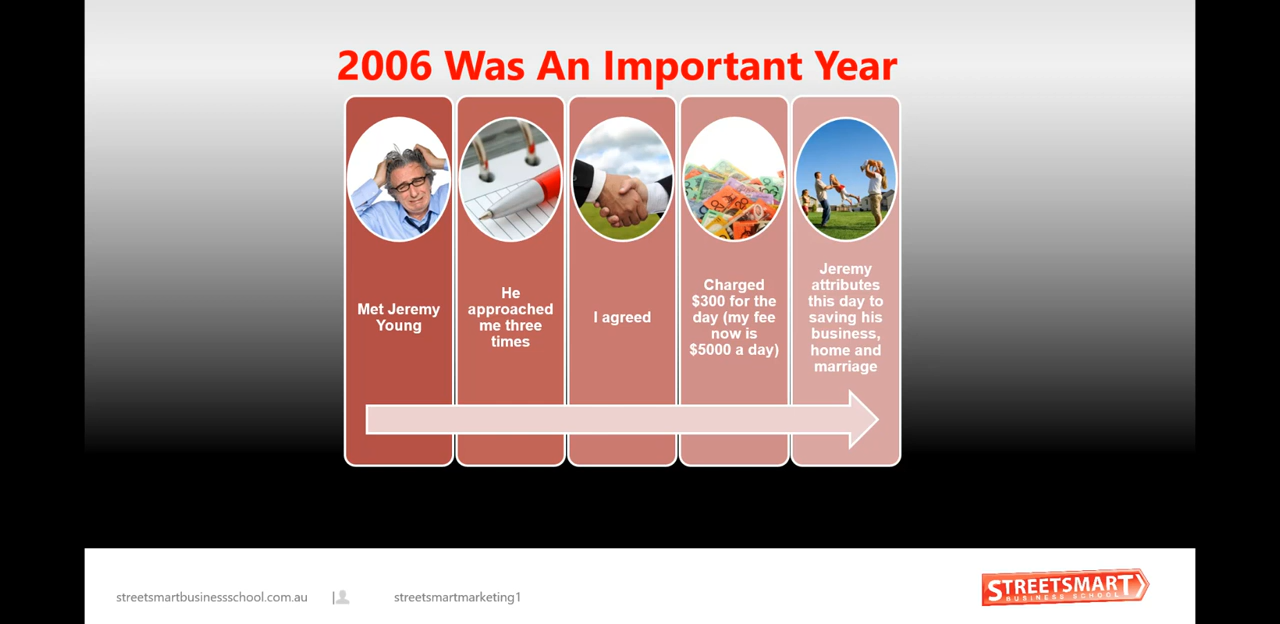 2006 Was An Important Year
Met Jeremy
Young
He
approached
me three
times
I agreed
Charged
$300 for the
day (my fee
now is
$5000 a day)
Jeremy
attributes
this day to
saving his
business,
home and
marriage
streetsmartbusinessschool.com.au
streetsmartmarketing1
STREETSMART
BUSINESS SCHOOL